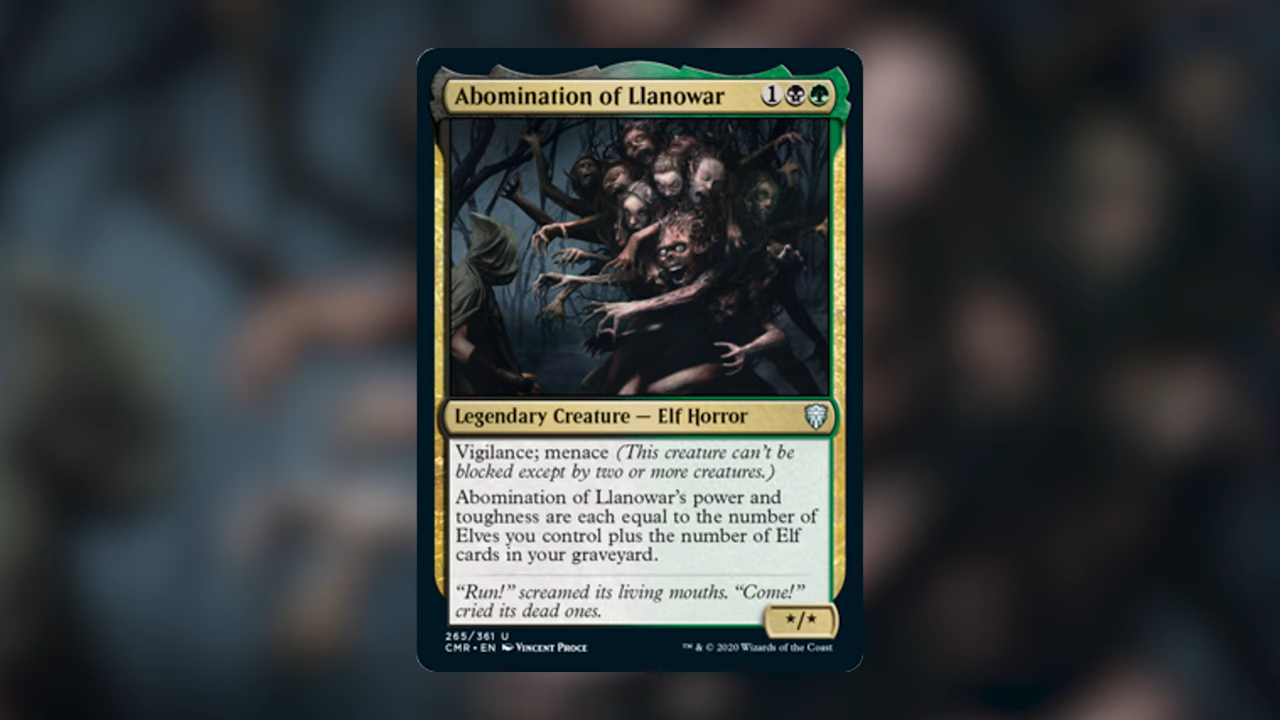 Abomination of Llanowar 1
Legendary Creature — Elf Horror
Vigilance; menace (This creature can't be
blocked except by two or more creatures.)
Abomination of Llanowar's power and
toughness are each equal to the number of
Elves you control plus the number of Elf
cards in your graveyard.
“Run!” screamed its living mouths. “Come!”
cried its dead ones.
*/*
265/361 U
CMR • EN Vincent Proce
™ & © 2020 Wizards of the Coast